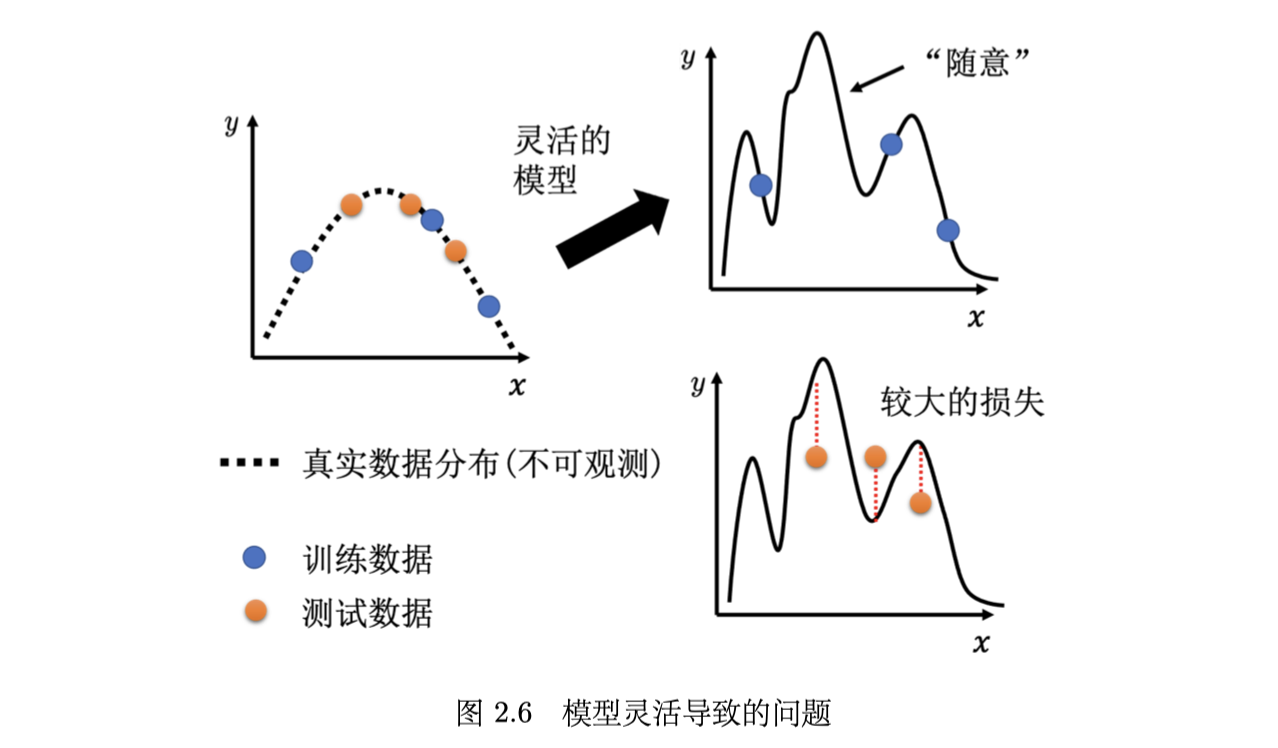 y
x
灵活的
模型
y
“随意”
x
真实数据分布(不可观测)
训练数据
测试数据
y
较大的损失
x
图 2.6 模型灵活导致的问题